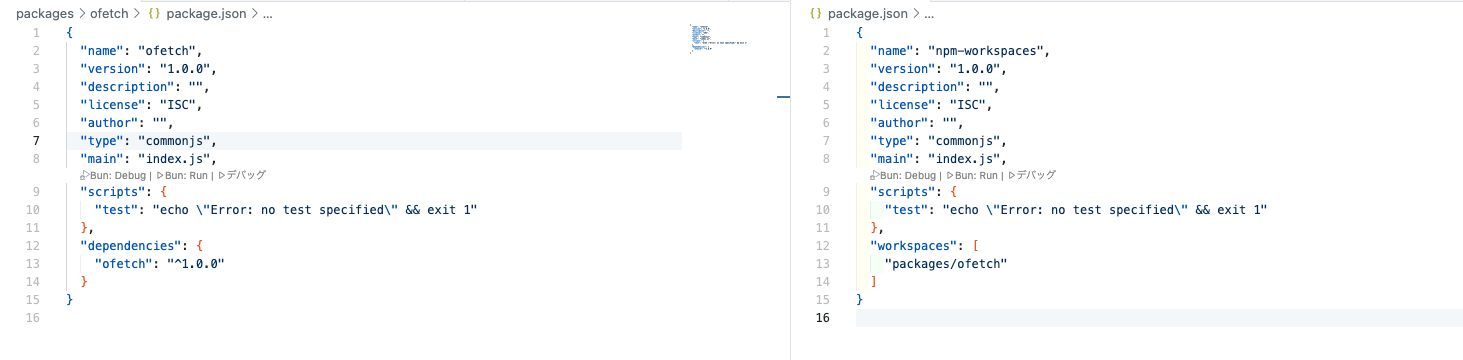 packages > ofetch > {} package.json > ...
1 {
2 "name": "ofetch",
3 "version": "1.0.0",
4 "description": "",
5 "license": "ISC",
6 "author": "",
7 "type": "commonjs",
8 "main": "index.js",
Bun: Debug | Bun: Run | デバッグ
9 "scripts": {
10 "test": "echo \"Error: no test specified\" && exit 1"
11 },
12 "dependencies": {
13 "ofetch": "^1.0.0"
14 }
15 }
16
{} package.json > ...
1 {
2 "name": "npm-workspaces",
3 "version": "1.0.0",
4 "description": "",
5 "license": "ISC",
6 "author": "",
7 "type": "commonjs",
8 "main": "index.js",
Bun: Debug | Bun: Run | デバッグ
9 "scripts": {
10 "test": "echo \"Error: no test specified\" && exit 1"
11 },
12 "workspaces": [
13 "packages/ofetch"
14 ]
15 }
16